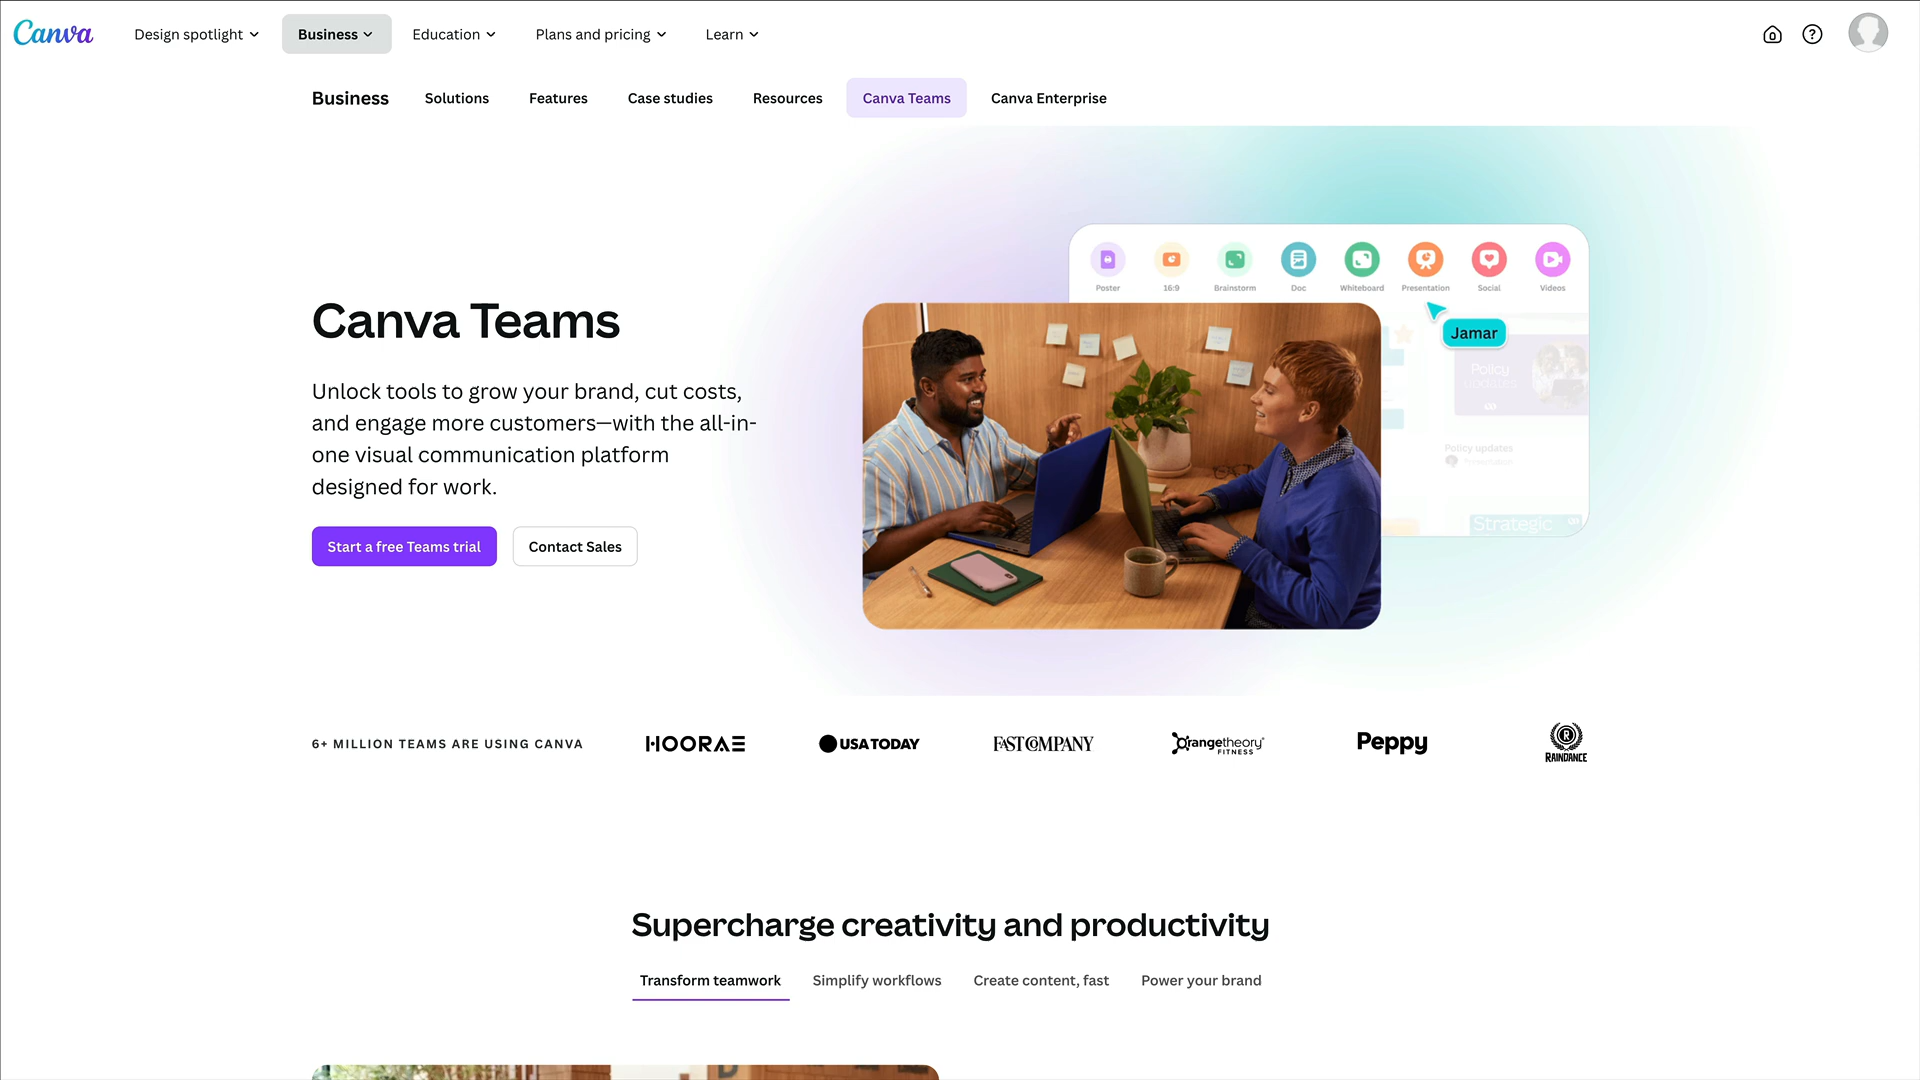 Canva
Design spotlight
Business
Education
Plans and pricing
Learn
Business
Solutions
Features
Case studies
Resources
Canva Teams
Canva Enterprise
Canva Teams
Unlock tools to grow your brand, cut costs,
and engage more customers—with the all-in-
one visual communication platform
designed for work.
Start a free Teams trial
Contact Sales
Poster
16:9
Brainstorm
Doc
Whiteboard
Presentation
Social
Videos
Jamar
Policy
updates
Policy updates
Presentation
Strategic
6+ MILLION TEAMS ARE USING CANVA
HOORAE
USA TODAY
FAST COMPANY
Orangetheory®
FITNESS
Peppy
R
RAINDANCE
Supercharge creativity and productivity
Transform teamwork
Simplify workflows
Create content, fast
Power your brand